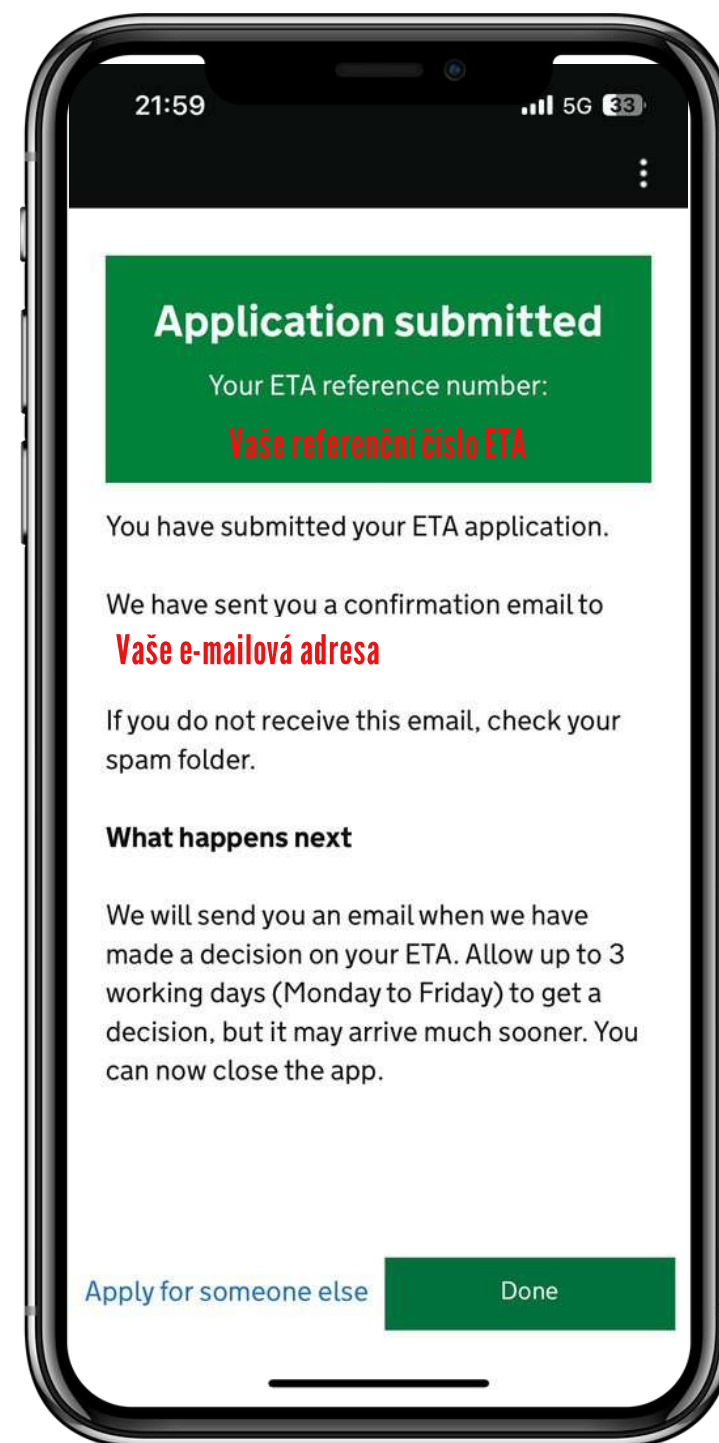 21:59
5G 33
Application submitted
Your ETA reference number:
Vaše referenční číslo ETA
You have submitted your ETA application.
We have sent you a confirmation email to
Vaše e-mailová adresa
If you do not receive this email, check your
spam folder.
What happens next
We will send you an email when we have
made a decision on your ETA. Allow up to 3
working days (Monday to Friday) to get a
decision, but it may arrive much sooner. You
can now close the app.
Apply for someone else
Done